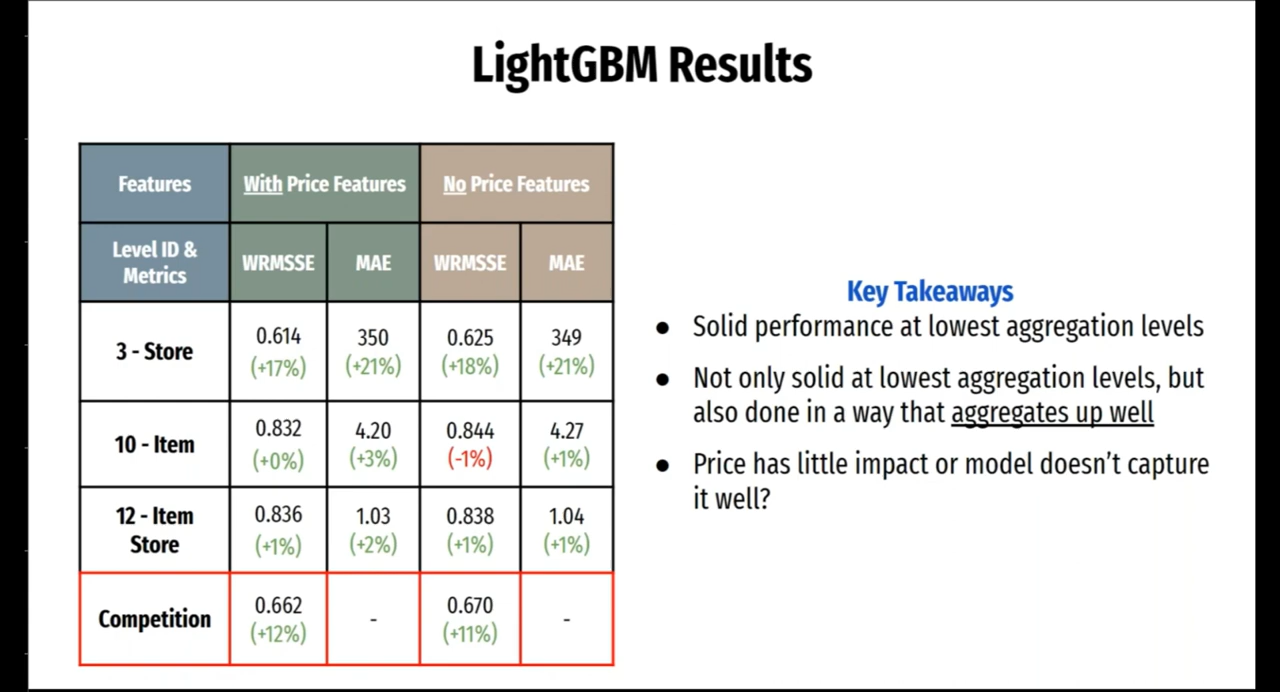 LightGBM Results
Features
With Price Features
No Price Features
Level ID &
Metrics
WRMSSE
MAE
WRMSSE
MAE
3 - Store
0.614
(+17%)
350
(+21%)
0.625
(+18%)
349
(+21%)
10 - Item
0.832
(+0%)
4.20
(+3%)
0.844
(-1%)
4.27
(+1%)
12 - Item
Store
0.836
(+1%)
1.03
(+2%)
0.838
(+1%)
1.04
(+1%)
Competition
0.662
(+12%)
-
0.670
(+11%)
-
Key Takeaways
● Solid performance at lowest aggregation levels
● Not only solid at lowest aggregation levels, but
also done in a way that aggregates up well
● Price has little impact or model doesn’t capture
it well?